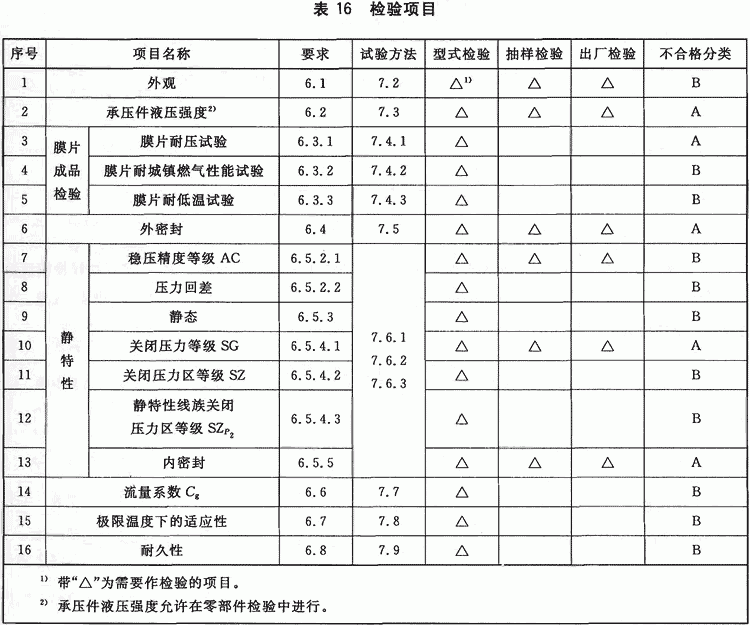 表 16 检验项目
序号 项目名称 要求 试验方法 型式检验 抽样检验 出厂检验 不合格分类
1 外观 6.1 7.2 △¹⁾ △ △ B
2 承压件液压强度²⁾ 6.2 7.3 △ △ △ A
膜片成品检验
3 膜片耐压试验 6.3.1 7.4.1 △ A
4 膜片耐城镇燃气性能试验 6.3.2 7.4.2 △ B
5 膜片耐低温试验 6.3.3 7.4.3 △ B
6 外密封 6.4 7.5 △ △ △ A
静特性
7.6.1
7.6.2
7.6.3
7 稳压精度等级 AC 6.5.2.1 △ △ △ B
8 压力回差 6.5.2.2 △ B
9 静态 6.5.3 △ B
10 关闭压力等级 SG 6.5.4.1 △ △ △ A
11 关闭压力区等级 SZ 6.5.4.2 △ B
12 静特性线族关闭
压力区等级 SZP₂ 6.5.4.3 △ B
13 内密封 6.5.5 △ △ △ A
14 流量系数 Cg 6.6 7.7 △ B
15 极限温度下的适应性 6.7 7.8 △ B
16 耐久性 6.8 7.9 △ B
¹⁾ 带“△”为需要作检验的项目。
²⁾ 承压件液压强度允许在零部件检验中进行。